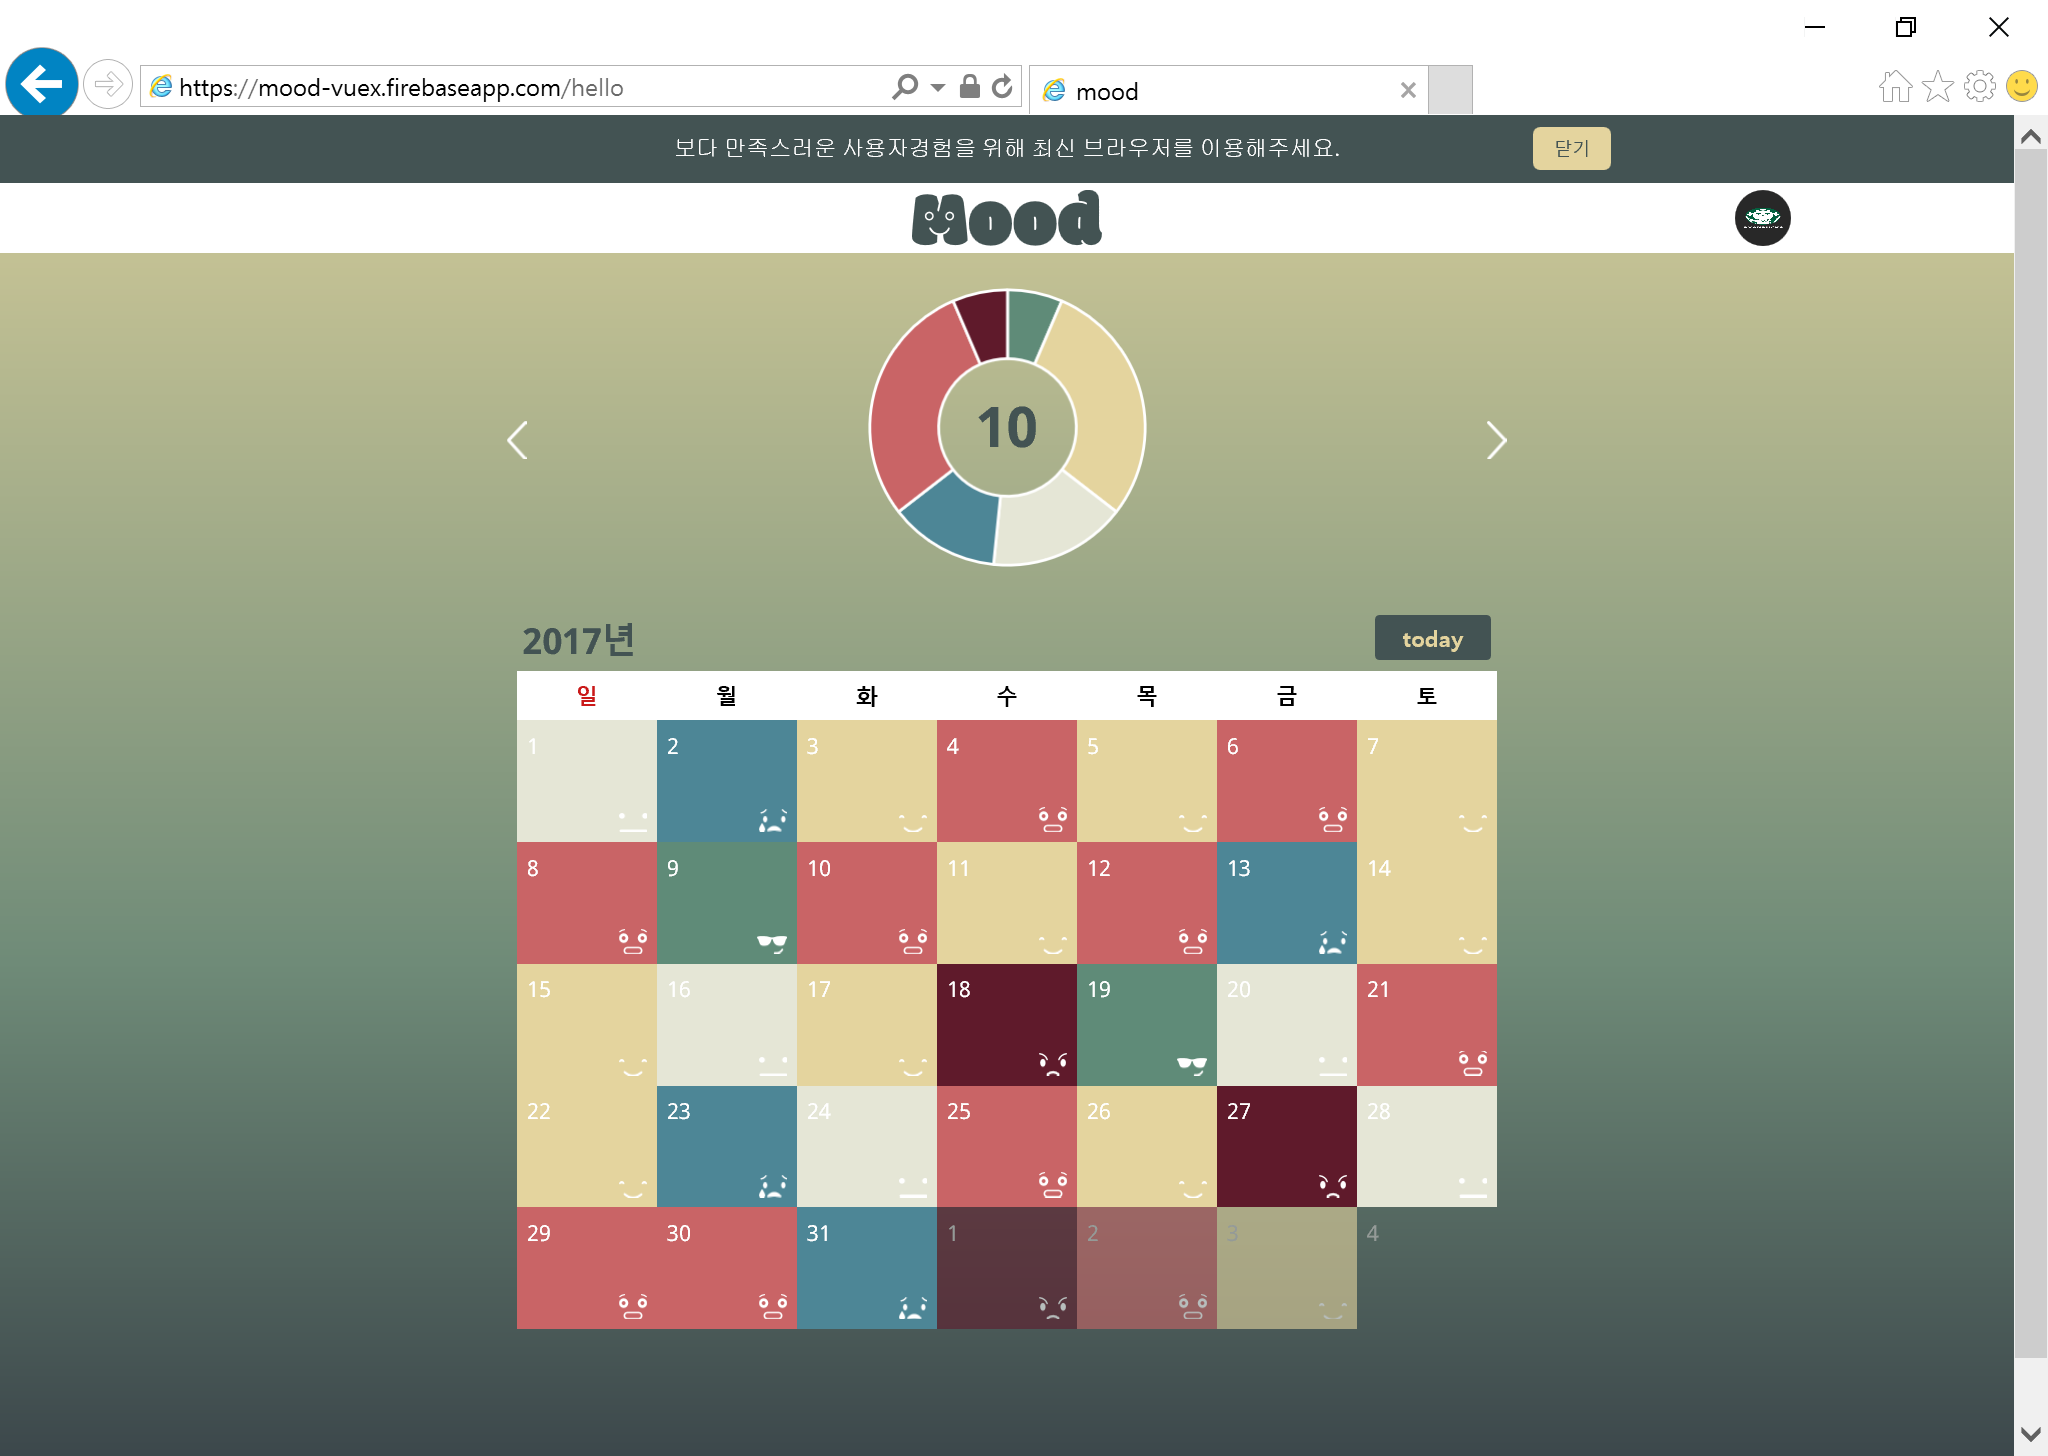 https://mood-vuex.firebaseapp.com/hello
mood
보다 만족스러운 사용자경험을 위해 최신 브라우저를 이용해주세요.
닫기
Mood
10
2017년
today
일 월 화 수 목 금 토
1 2 3 4 5 6 7
8 9 10 11 12 13 14
15 16 17 18 19 20 21
22 23 24 25 26 27 28
29 30 31 1 2 3 4